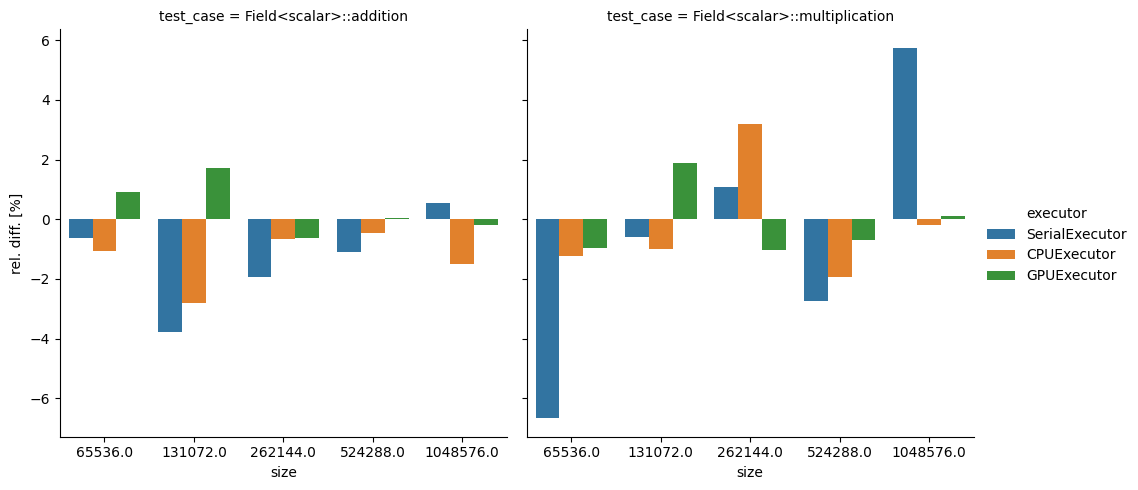 test_case = Field<scalar>::addition
test_case = Field<scalar>::multiplication
rel. diff. [%]
6
4
2
0
−2
−4
−6
65536.0 131072.0 262144.0 524288.0 1048576.0
size
65536.0 131072.0 262144.0 524288.0 1048576.0
size
executor
SerialExecutor
CPUExecutor
GPUExecutor